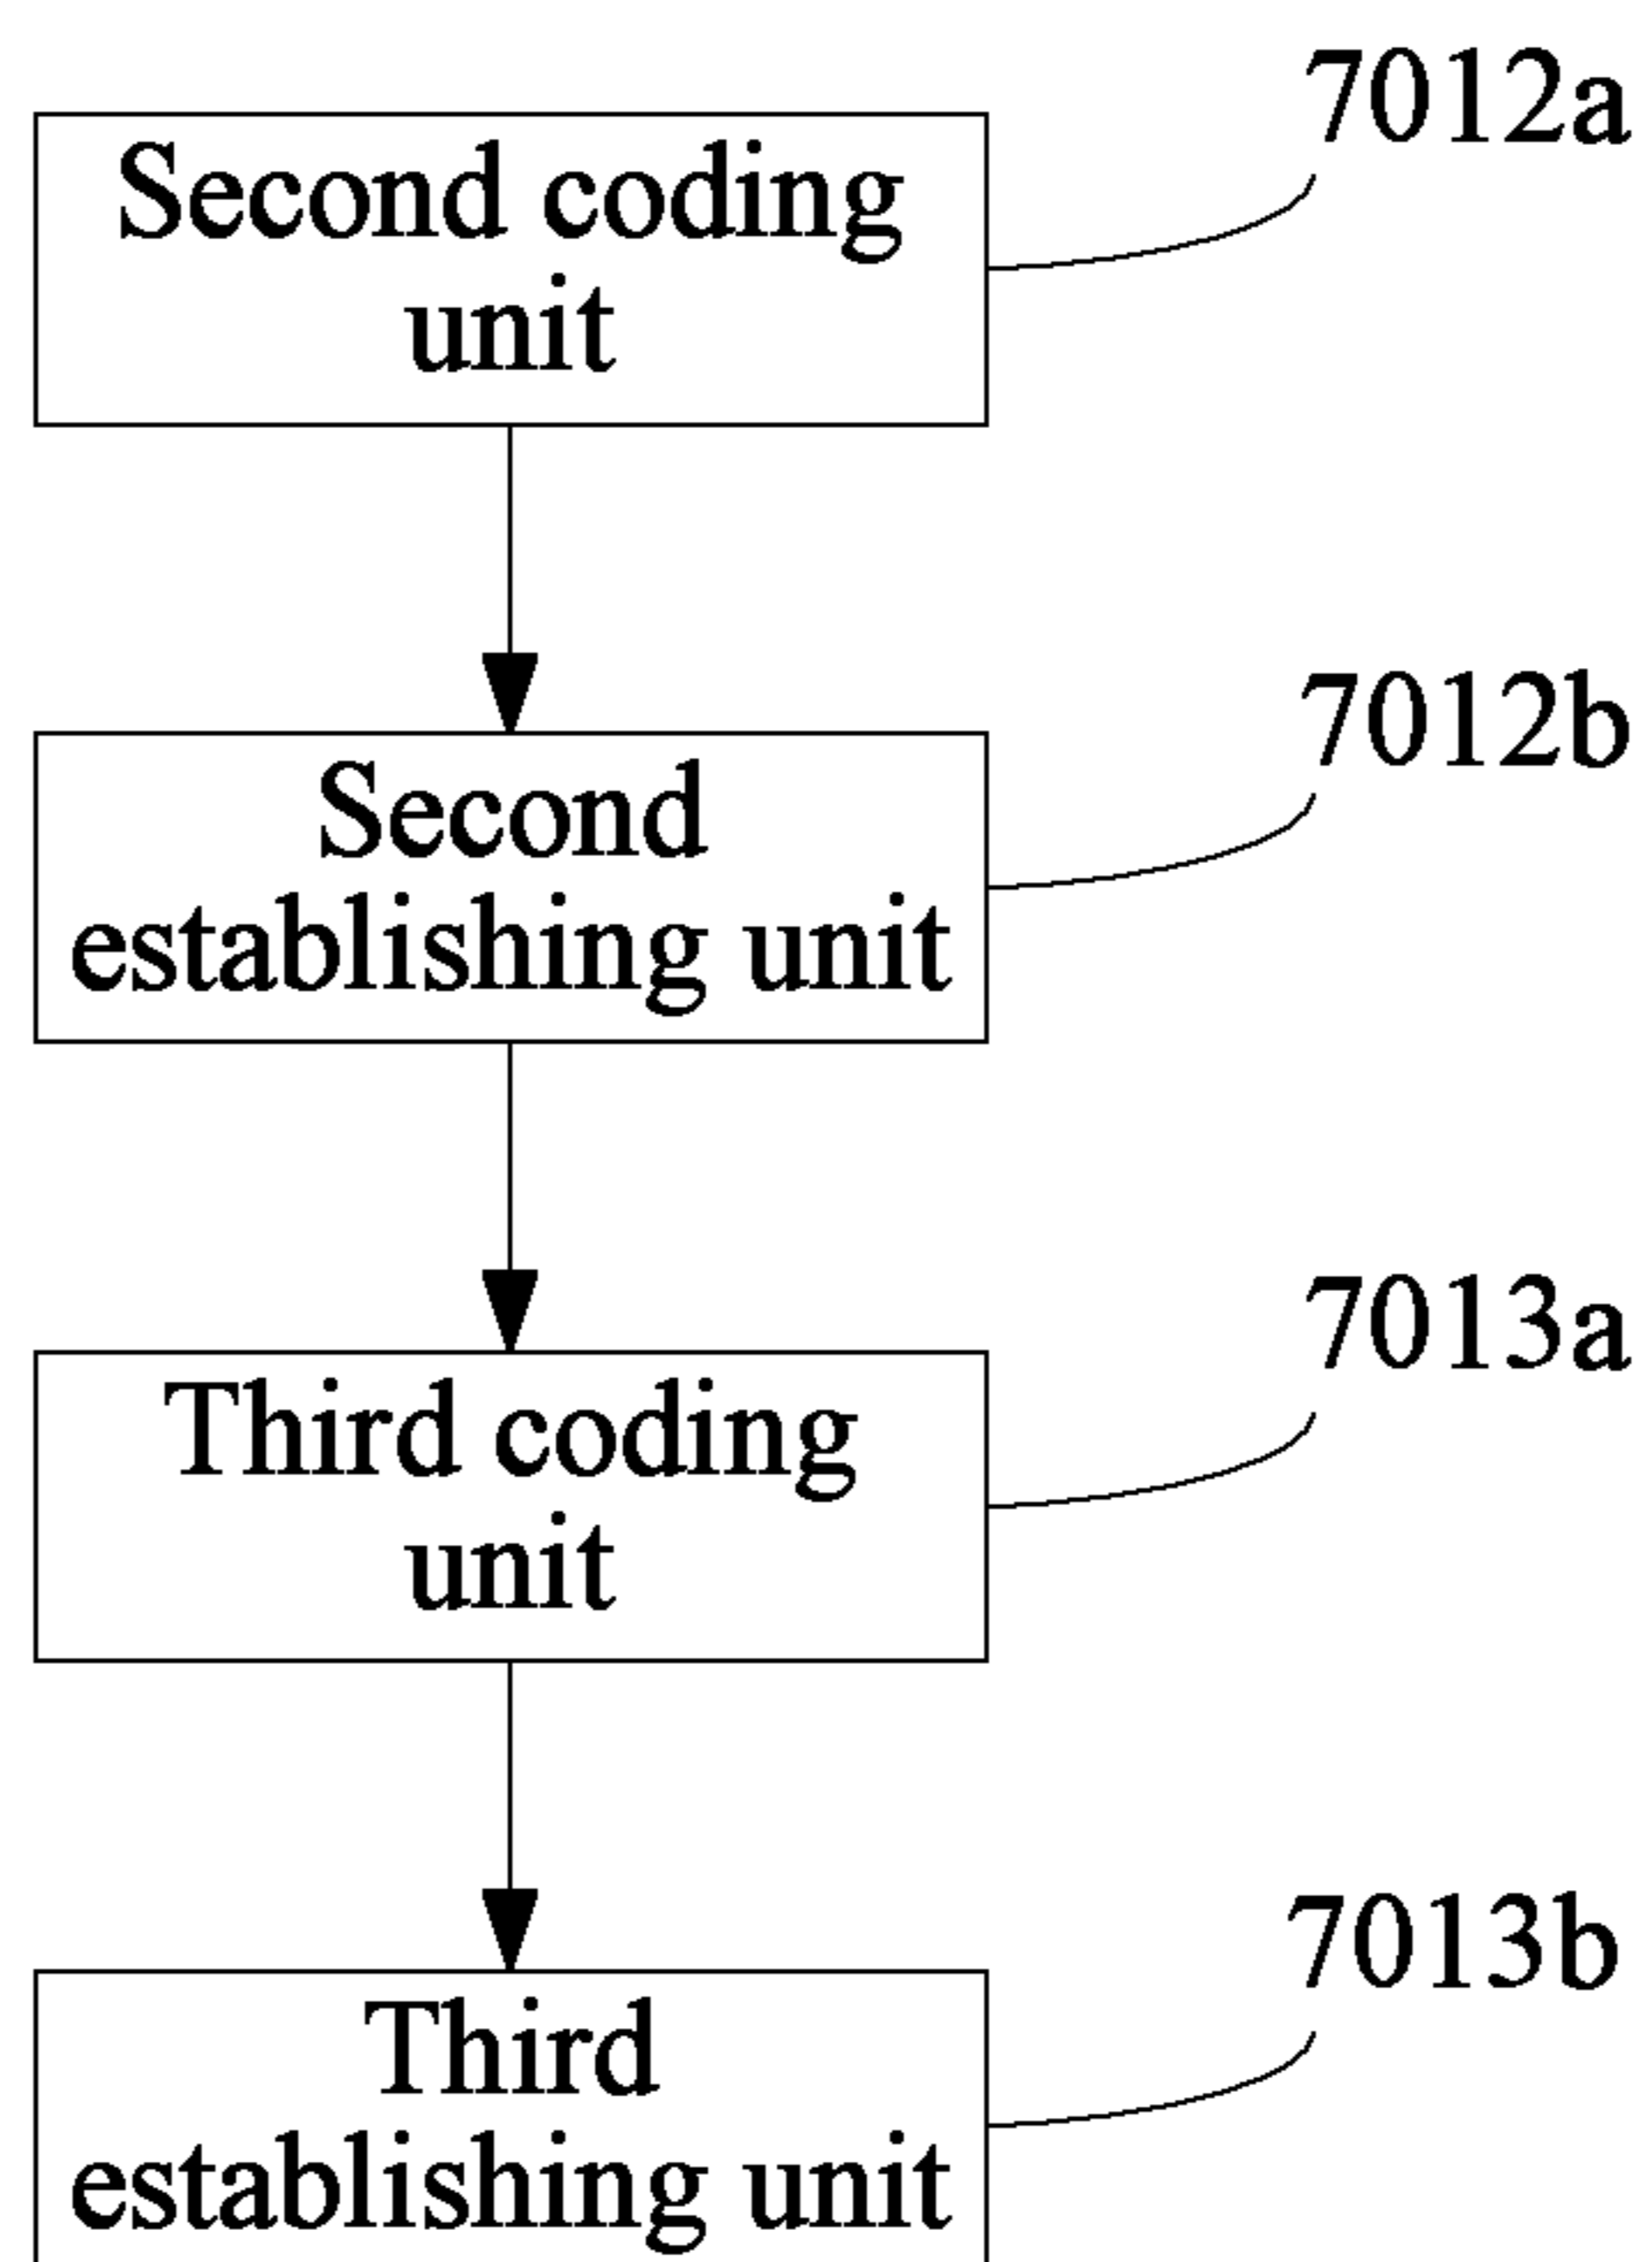 7012a
Second coding
unit
7012b
Second
establishing unit
7013a
Third coding
unit
7013b
Third
establishing unit